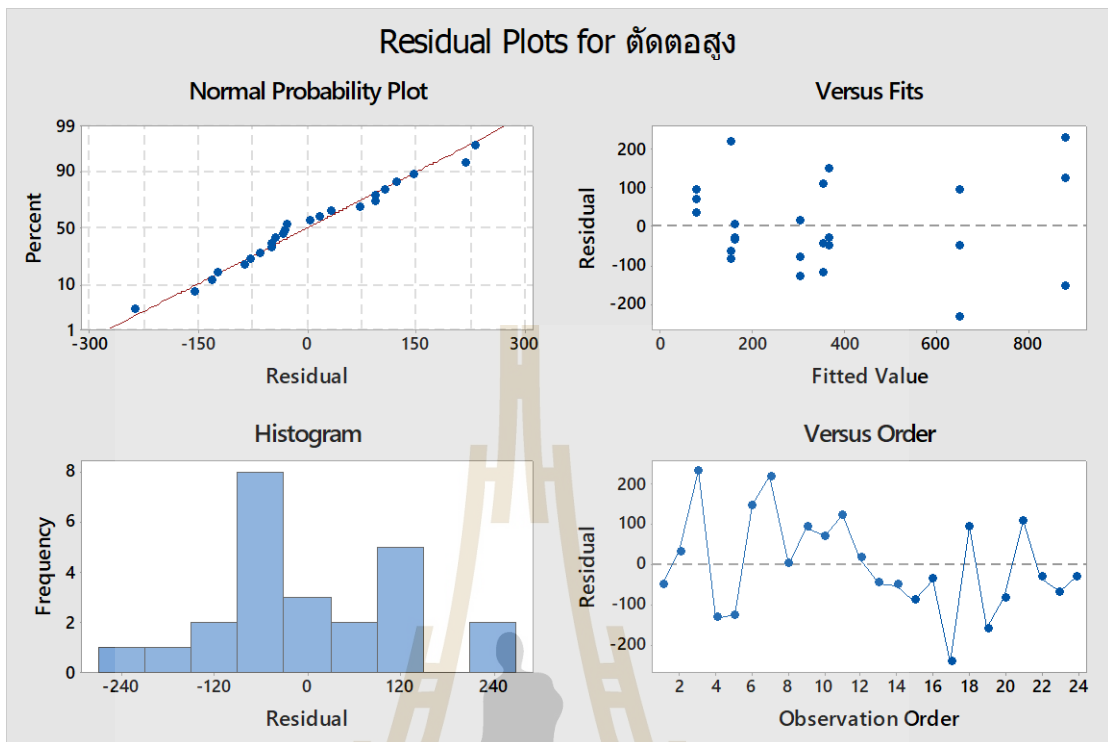 Residual Plots for ตัดตอสูง
Normal Probability Plot
Percent
99
90
50
10
1
-300 -150 0 150 300
Residual
Versus Fits
Residual
200
100
0
-100
-200
0 200 400 600 800
Fitted Value
Histogram
Frequency
8
6
4
2
0
-240 -120 0 120 240
Residual
Versus Order
Residual
200
100
0
-100
-200
2 4 6 8 10 12 14 16 18 20 22 24
Observation Order